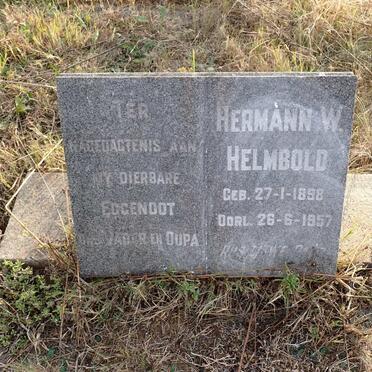 TER
NAGEDAGTENIS AAN
MY DIERBARE
EGGENOOT
ONS VADER EN OUPA
HERMANN W.
HELMBOLD
GEB. 27-1-1898
OORL. 26-6-1957